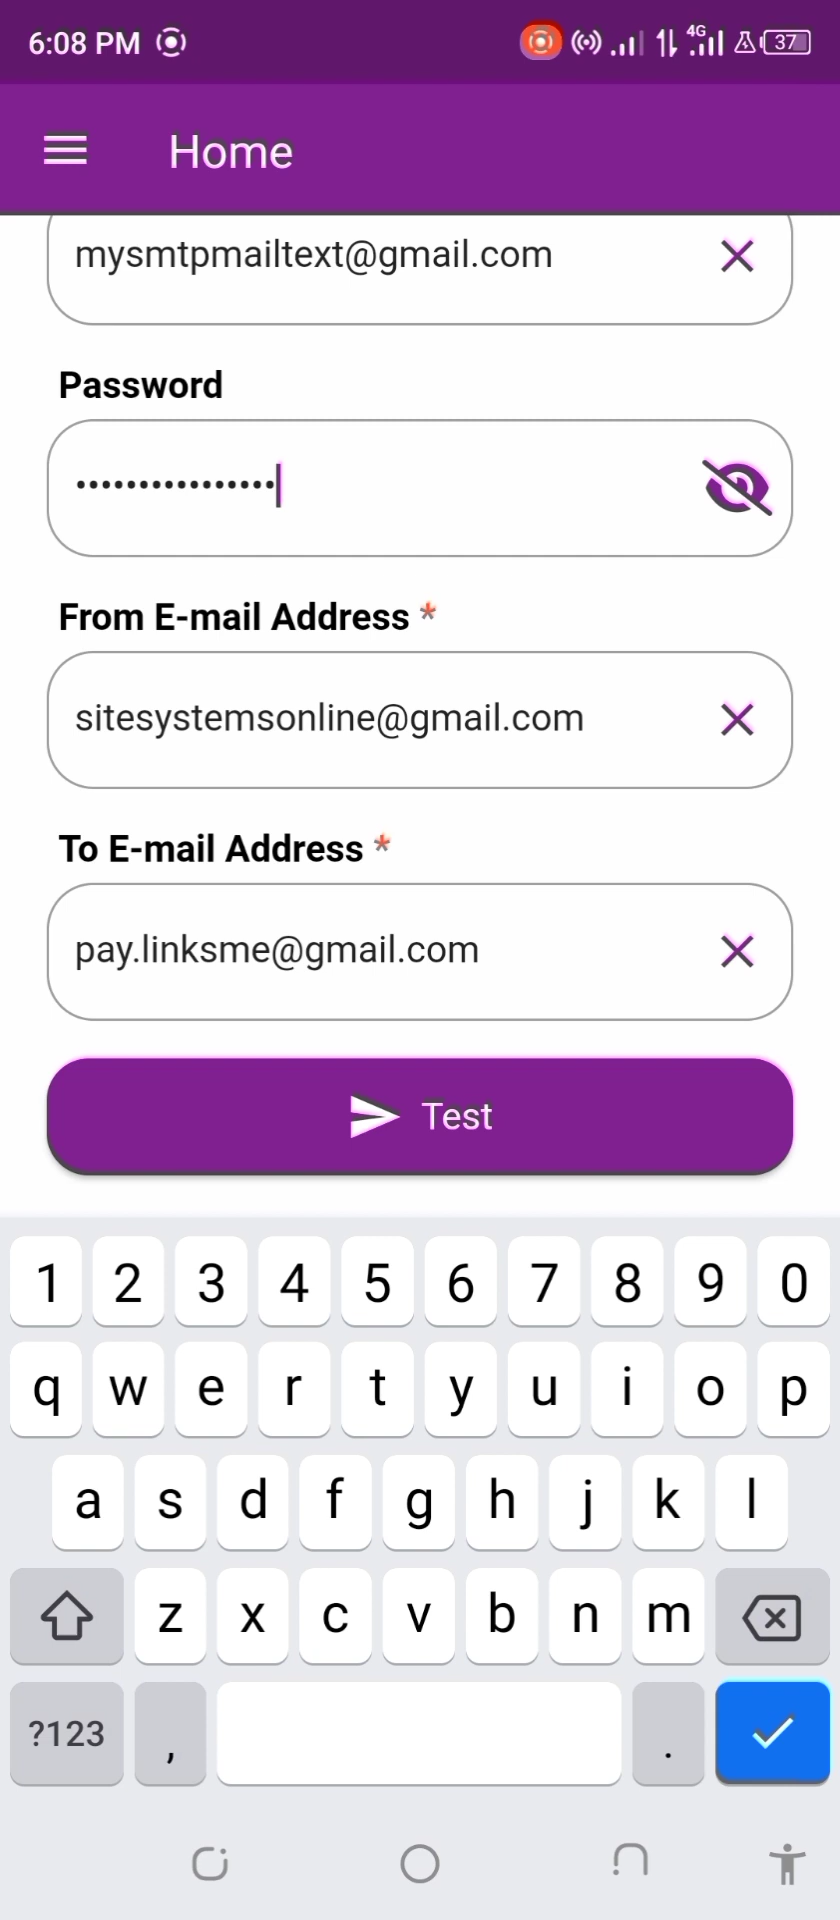 6:08 PM 4G 37
Home
mysmtpmailtext@gmail.com
Password
••••••••••••••••
From E-mail Address *
sitesystemsonline@gmail.com
To E-mail Address *
pay.linksme@gmail.com
Test
1 2 3 4 5 6 7 8 9 0
q w e r t y u i o p
a s d f g h j k l
z x c v b n m
?123 , .